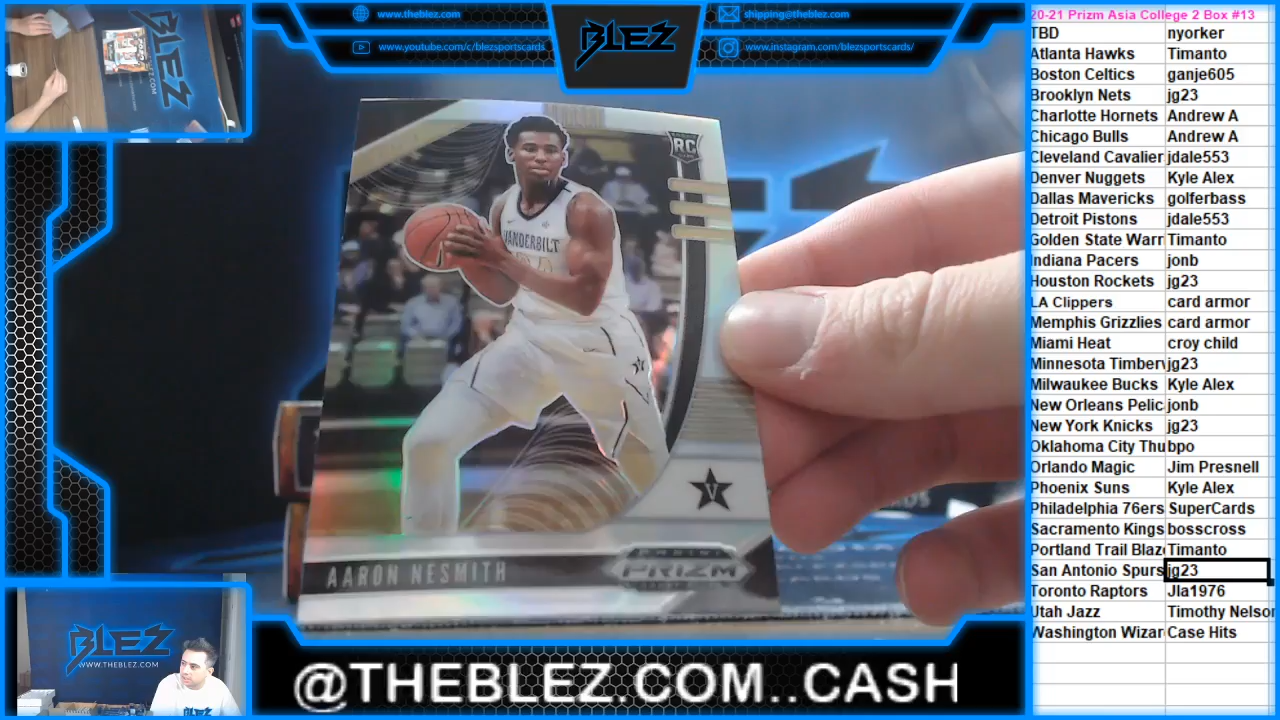 www.theblez.com
shipping@theblez.com
www.youtube.com/c/blezsportscards
BLEZ
www.instagram.com/blezsportscards/
20-21 Prizm Asia College 2 Box #13
TBD nyorker
Atlanta Hawks Timanto
Boston Celtics ganje605
Brooklyn Nets jg23
Charlotte Hornets Andrew A
Chicago Bulls Andrew A
Cleveland Cavalier jdale553
Denver Nuggets Kyle Alex
Dallas Mavericks golferbass
Detroit Pistons jdale553
Golden State Warr Timanto
Indiana Pacers jonb
Houston Rockets jg23
LA Clippers card armor
Memphis Grizzlies card armor
Miami Heat croy child
Minnesota Timberv jg23
Milwaukee Bucks Kyle Alex
New Orleans Pelic jonb
New York Knicks jg23
Oklahoma City Thu bpo
Orlando Magic Jim Presnell
Phoenix Suns Kyle Alex
Philadelphia 76ers SuperCards
Sacramento Kings bosscross
Portland Trail Blaze Timanto
San Antonio Spurs jg23
Toronto Raptors Jla1976
Utah Jazz Timothy Nelson
Washington Wizar Case Hits
BLEZ
RC
VANDERBILT
V
AARON NESMITH
PANINI
PRIZM
BLEZ
WWW.THEBLEZ.COM
BLEZ
@THEBLEZ.COM..CASH